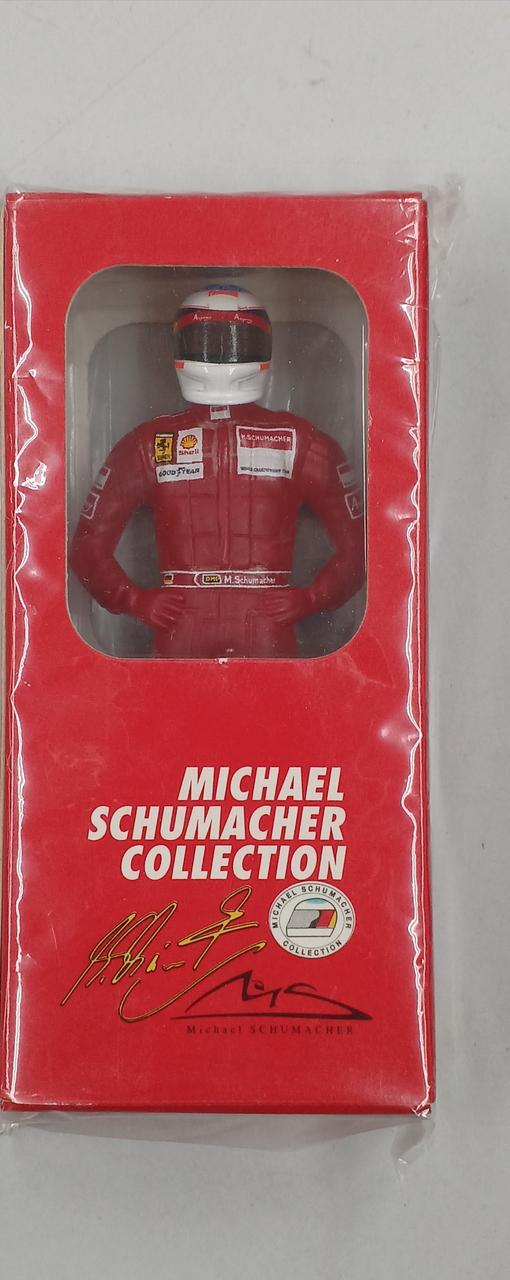 Shell
GOOD YEAR
M.SCHUMACHER
M.Schumacher
MICHAEL
SCHUMACHER
COLLECTION
MICHAEL SCHUMACHER
COLLECTION
Michael SCHUMACHER